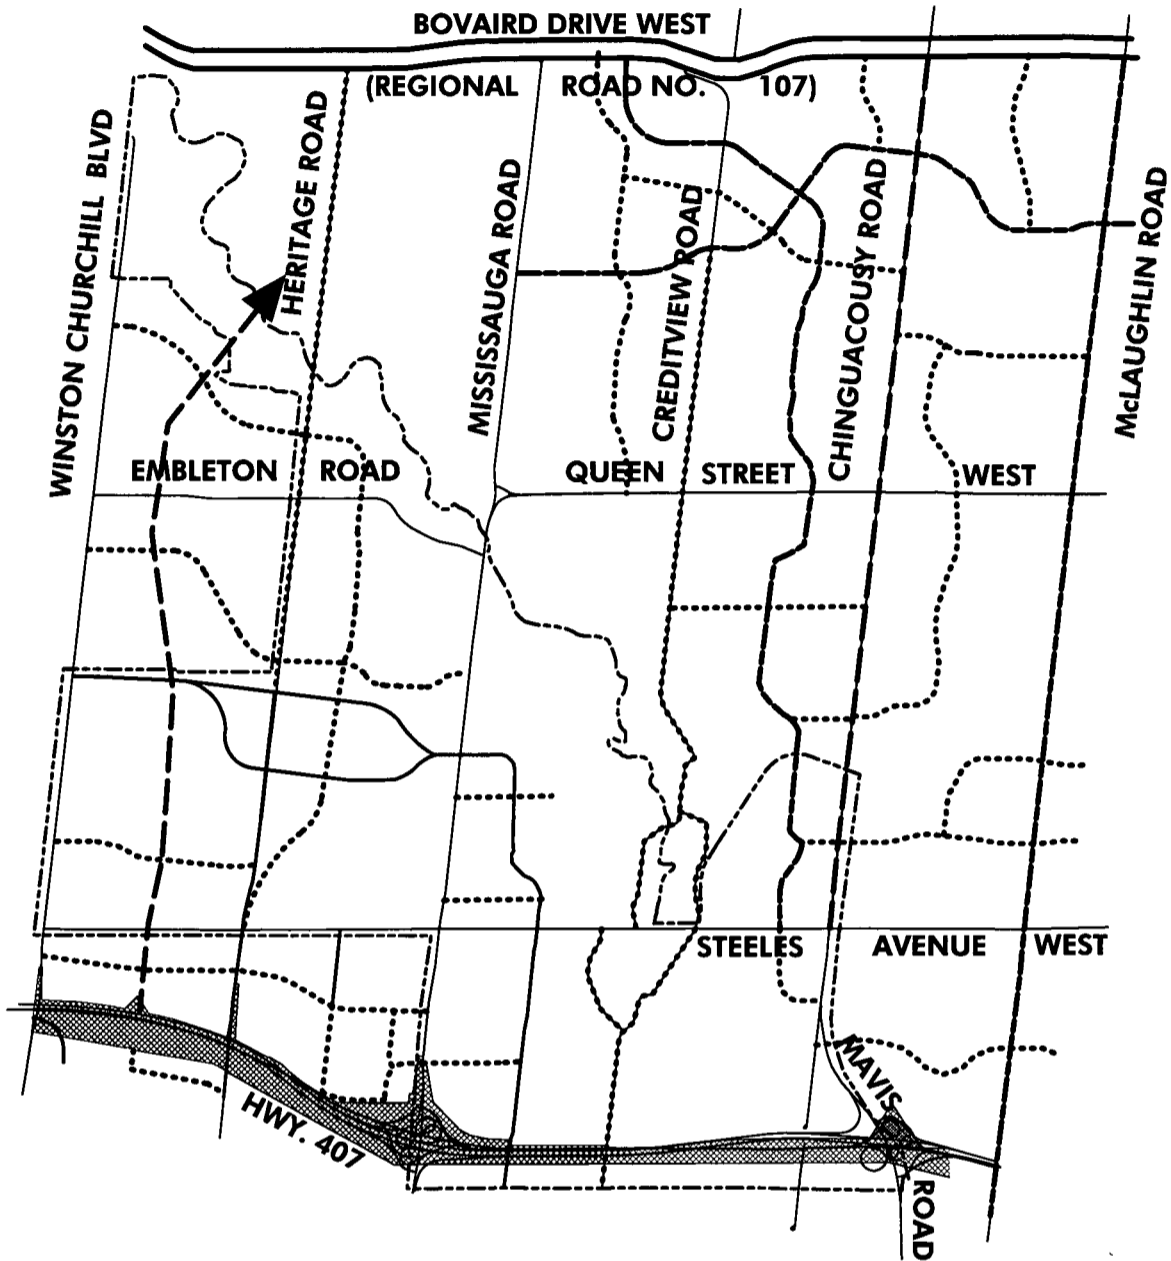 BOVAIRD DRIVE WEST
(REGIONAL ROAD NO. 107)
WINSTON CHURCHILL BLVD
HERITAGE ROAD
MISSISSAUGA ROAD
CREDITVIEW ROAD
CHINGUACOUSY ROAD
McLAUGHLIN ROAD
EMBLETON ROAD
QUEEN STREET WEST
STEELES AVENUE WEST
HWY. 407
MAVIS ROAD